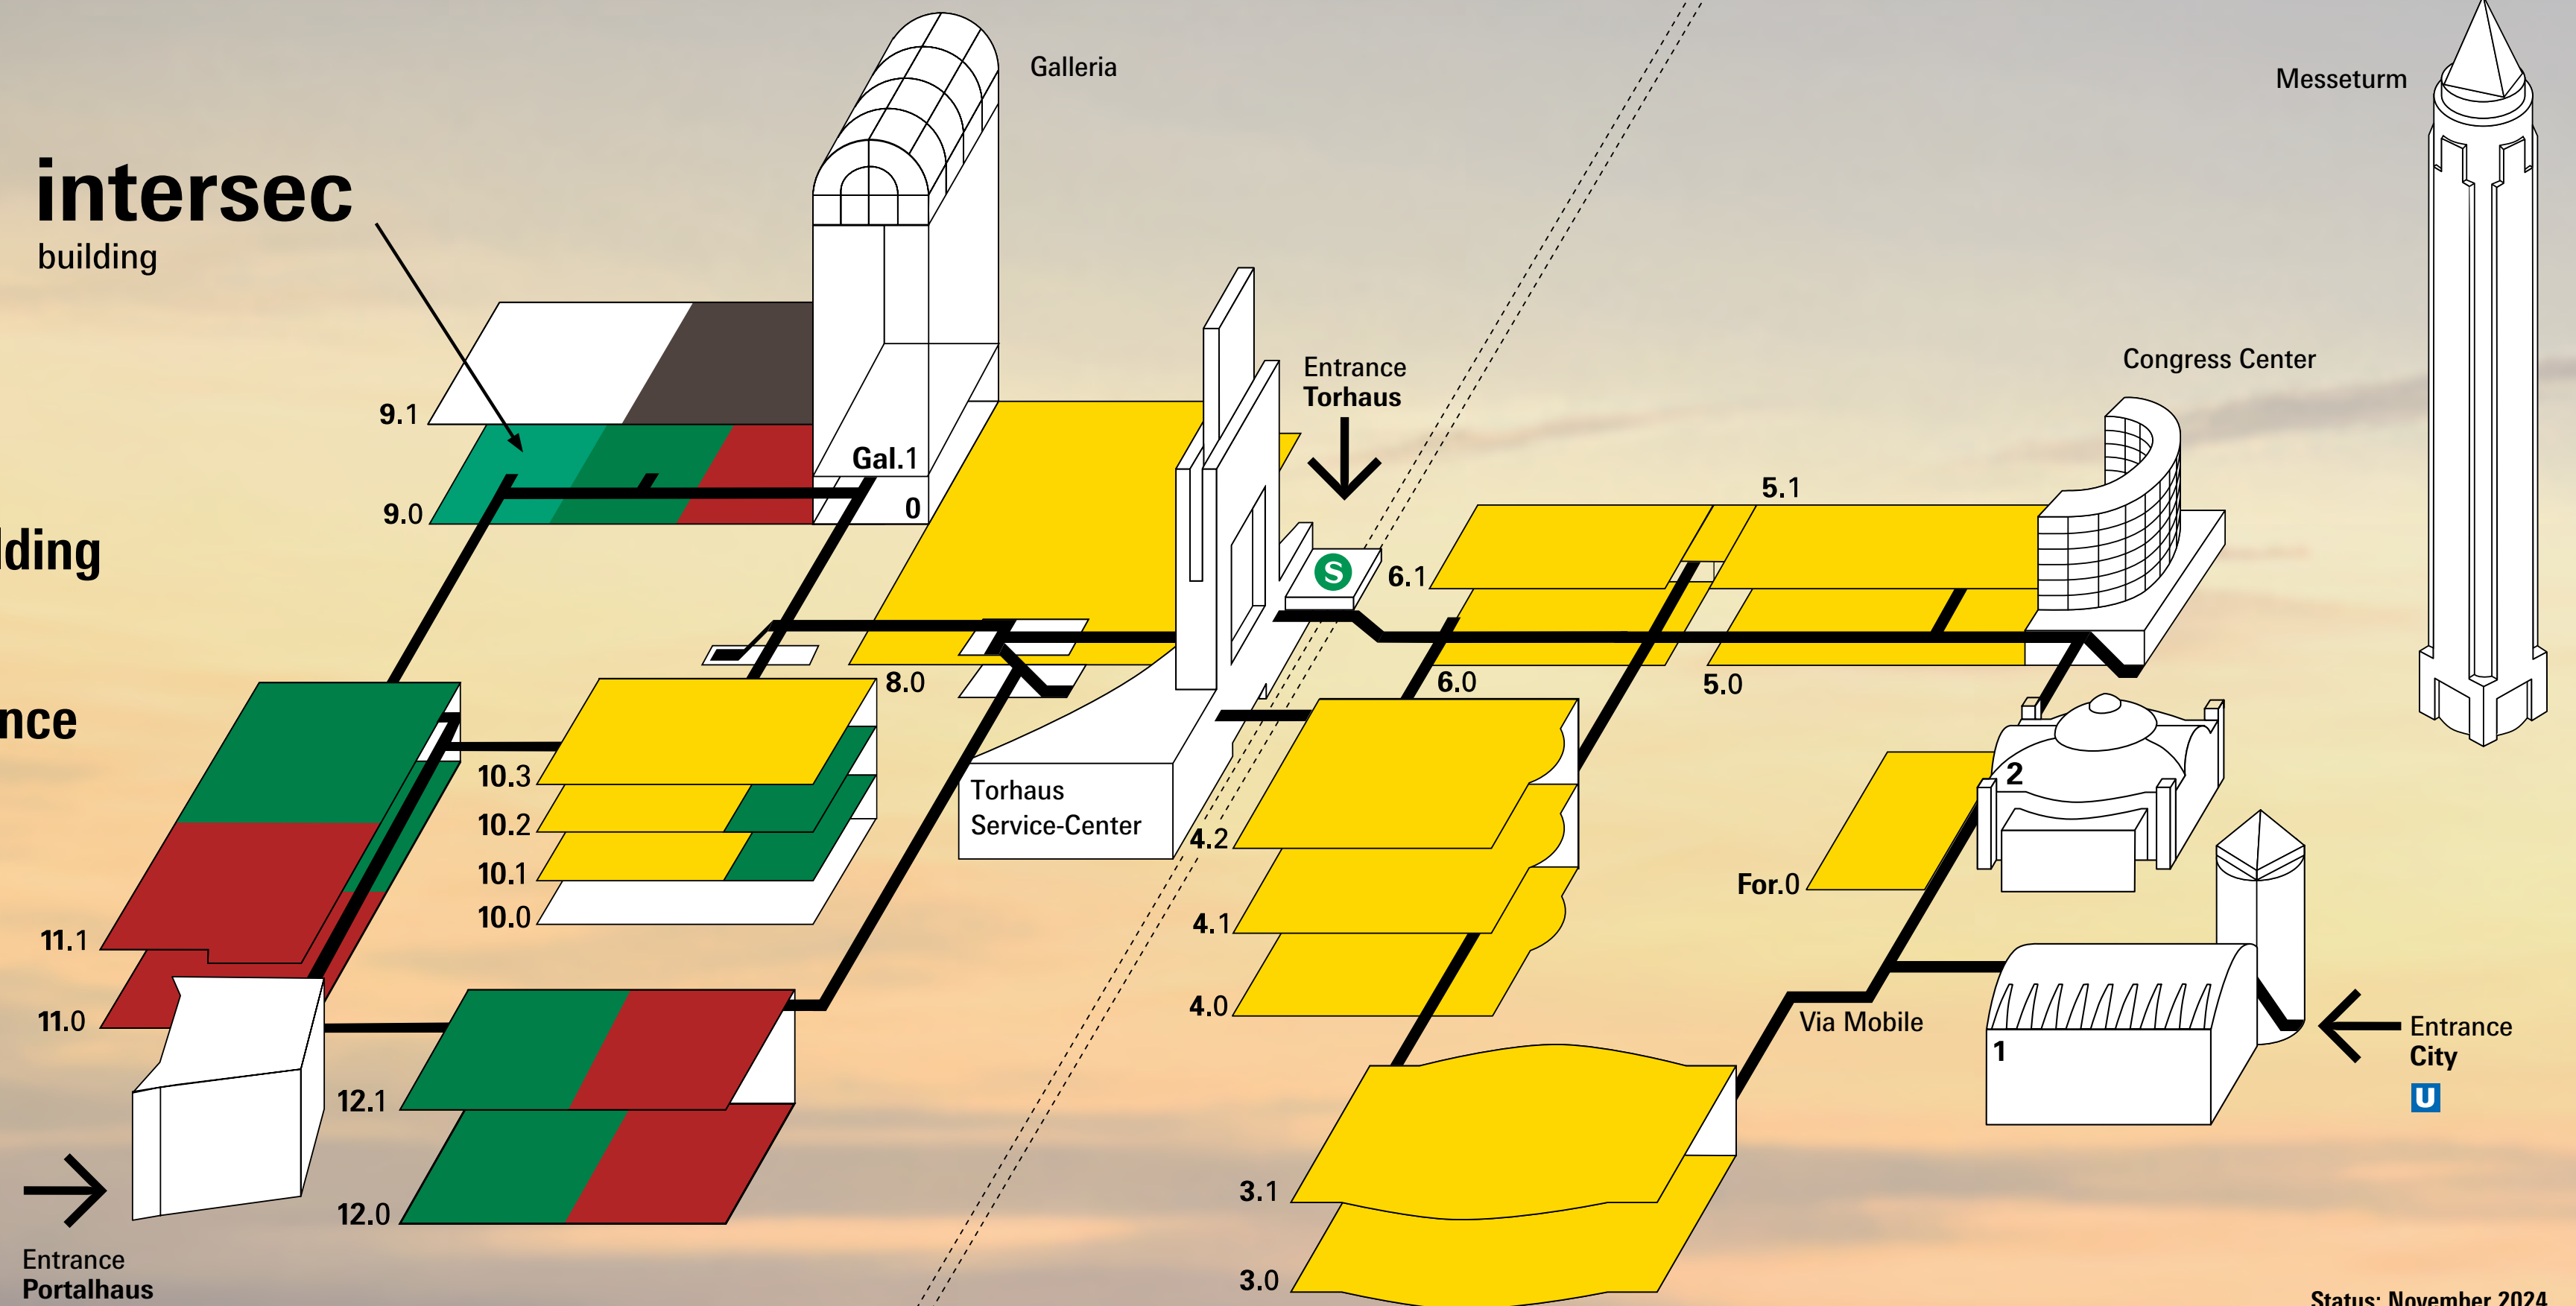 Galleria
Messeturm
intersec
building
Entrance
Torhaus
Congress Center
9.1
Gal.1
9.0
0
5.1
lding
S
6.1
8.0
6.0
5.0
nce
10.3
2
Torhaus
Service-Center
10.2
4.2
10.1
For.0
10.0
4.1
11.1
4.0
11.0
Via Mobile
1
Entrance
City
U
12.1
3.1
12.0
Entrance
Portalhaus
3.0
Status: November 2024